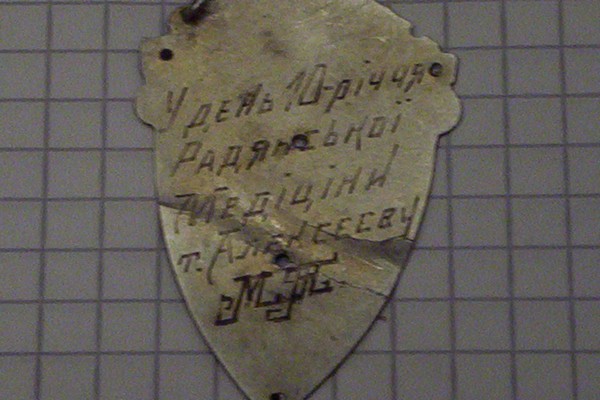 У день 10-річчя
Радянської
Медіціни
т. Алексееву